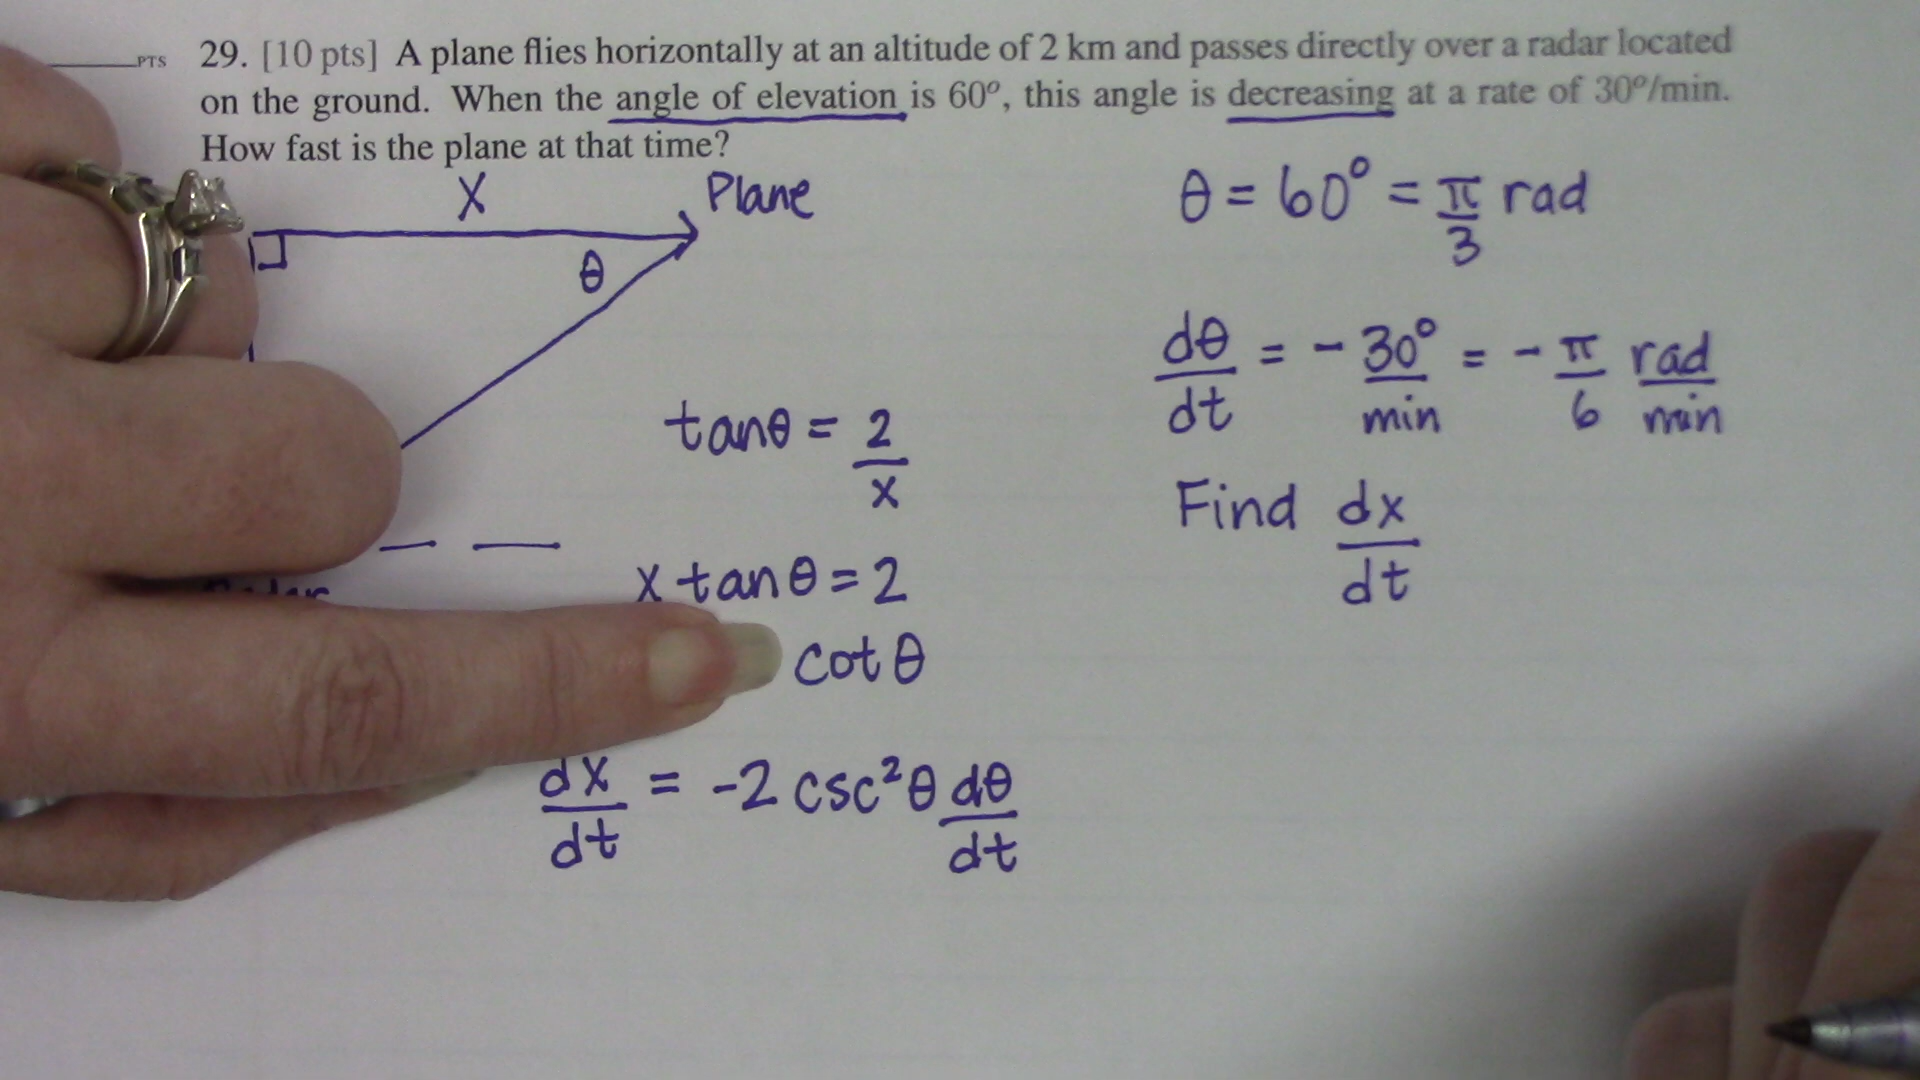 PTS 29. [10 pts] A plane flies horizontally at an altitude of 2 km and passes directly over a radar located
on the ground. When the angle of elevation is 60º, this angle is decreasing at a rate of 30º/min.
How fast is the plane at that time?
X Plane
θ
θ = 60° = π/3 rad
dθ/dt = - 30°/min = - π/6 rad/min
tanθ = 2/x
Find dx/dt
x tanθ = 2
cot θ
dx/dt = -2 csc²θ dθ/dt